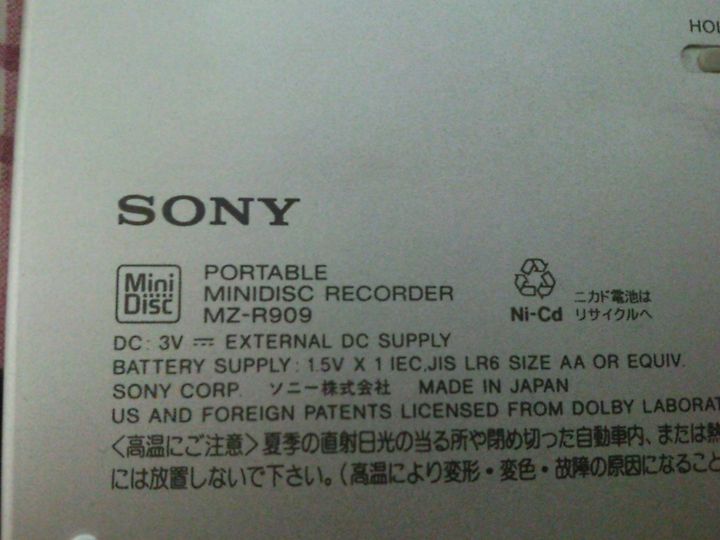 HOL
SONY
Mini Disc
PORTABLE
MINIDISC RECORDER
MZ-R909
Ni-Cd
ニカド電池は
リサイクルへ
DC: 3V ⎓ EXTERNAL DC SUPPLY
BATTERY SUPPLY: 1.5V X 1 IEC,JIS LR6 SIZE AA OR EQUIV.
SONY CORP. ソニー株式会社 MADE IN JAPAN
US AND FOREIGN PATENTS LICENSED FROM DOLBY LABORAT
<高温にご注意>夏季の直射日光の当る所や閉め切った自動車内、または熱
には放置しないで下さい。(高温により変形・変色・故障の原因になること